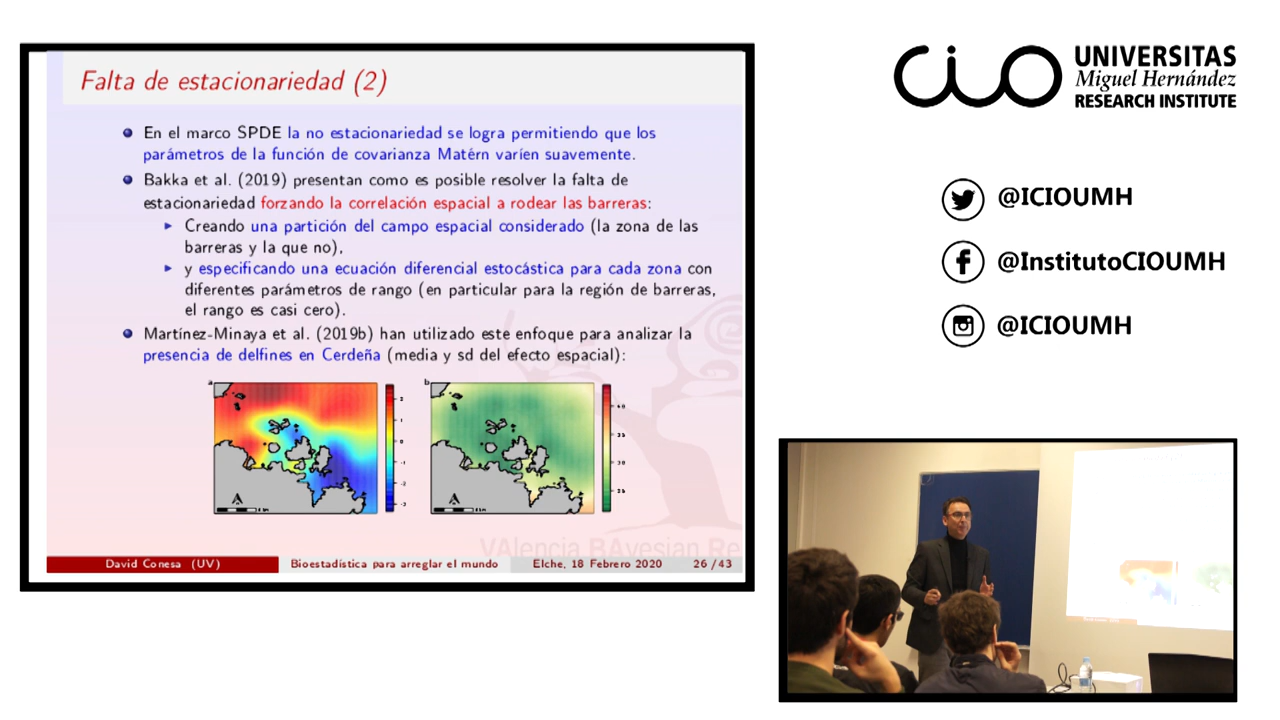 Falta de estacionariedad (2)
En el marco SPDE la no estacionariedad se logra permitiendo que los
parámetros de la función de covarianza Matérn varíen suavemente.
Bakka et al. (2019) presentan como es posible resolver la falta de
estacionariedad forzando la correlación espacial a rodear las barreras:
Creando una partición del campo espacial considerado (la zona de las
barreras y la que no),
y especificando una ecuación diferencial estocástica para cada zona con
diferentes parámetros de rango (en particular para la región de barreras,
el rango es casi cero).
Martínez-Minaya et al. (2019b) han utilizado este enfoque para analizar la
presencia de delfines en Cerdeña (media y sd del efecto espacial):
a
b
VAlencia BAyesian Re
David Conesa (UV)
Bioestadística para arreglar el mundo
Elche, 18 Febrero 2020
26 / 43
cio
UNIVERSITAS
Miguel Hernández
RESEARCH INSTITUTE
@ICIOUMH
@InstitutoCIOUMH
@ICIOUMH